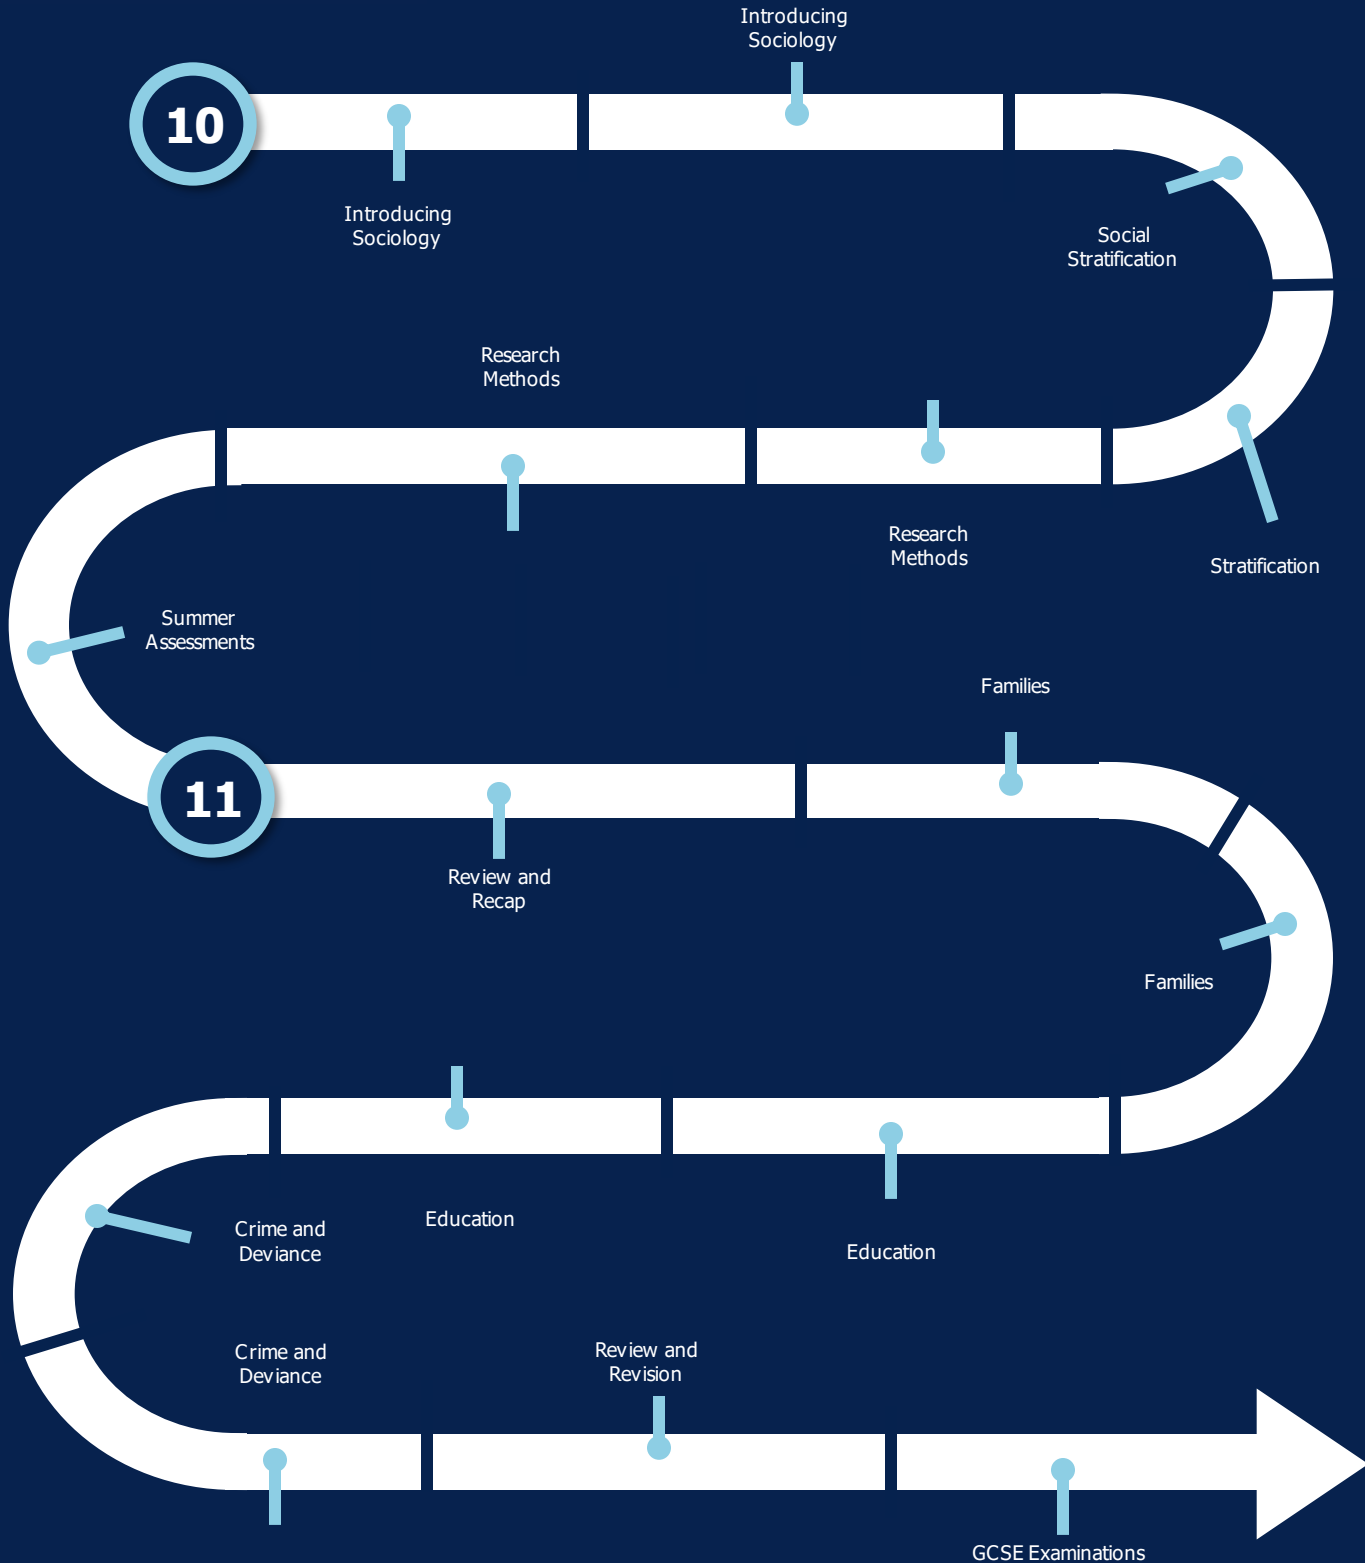 10
Introducing
Sociology
Introducing
Sociology
Social
Stratification
Stratification
Research
Methods
Research
Methods
Summer
Assessments
11
Review and
Recap
Families
Families
Education
Education
Crime and
Deviance
Crime and
Deviance
Review and
Revision
GCSE Examinations